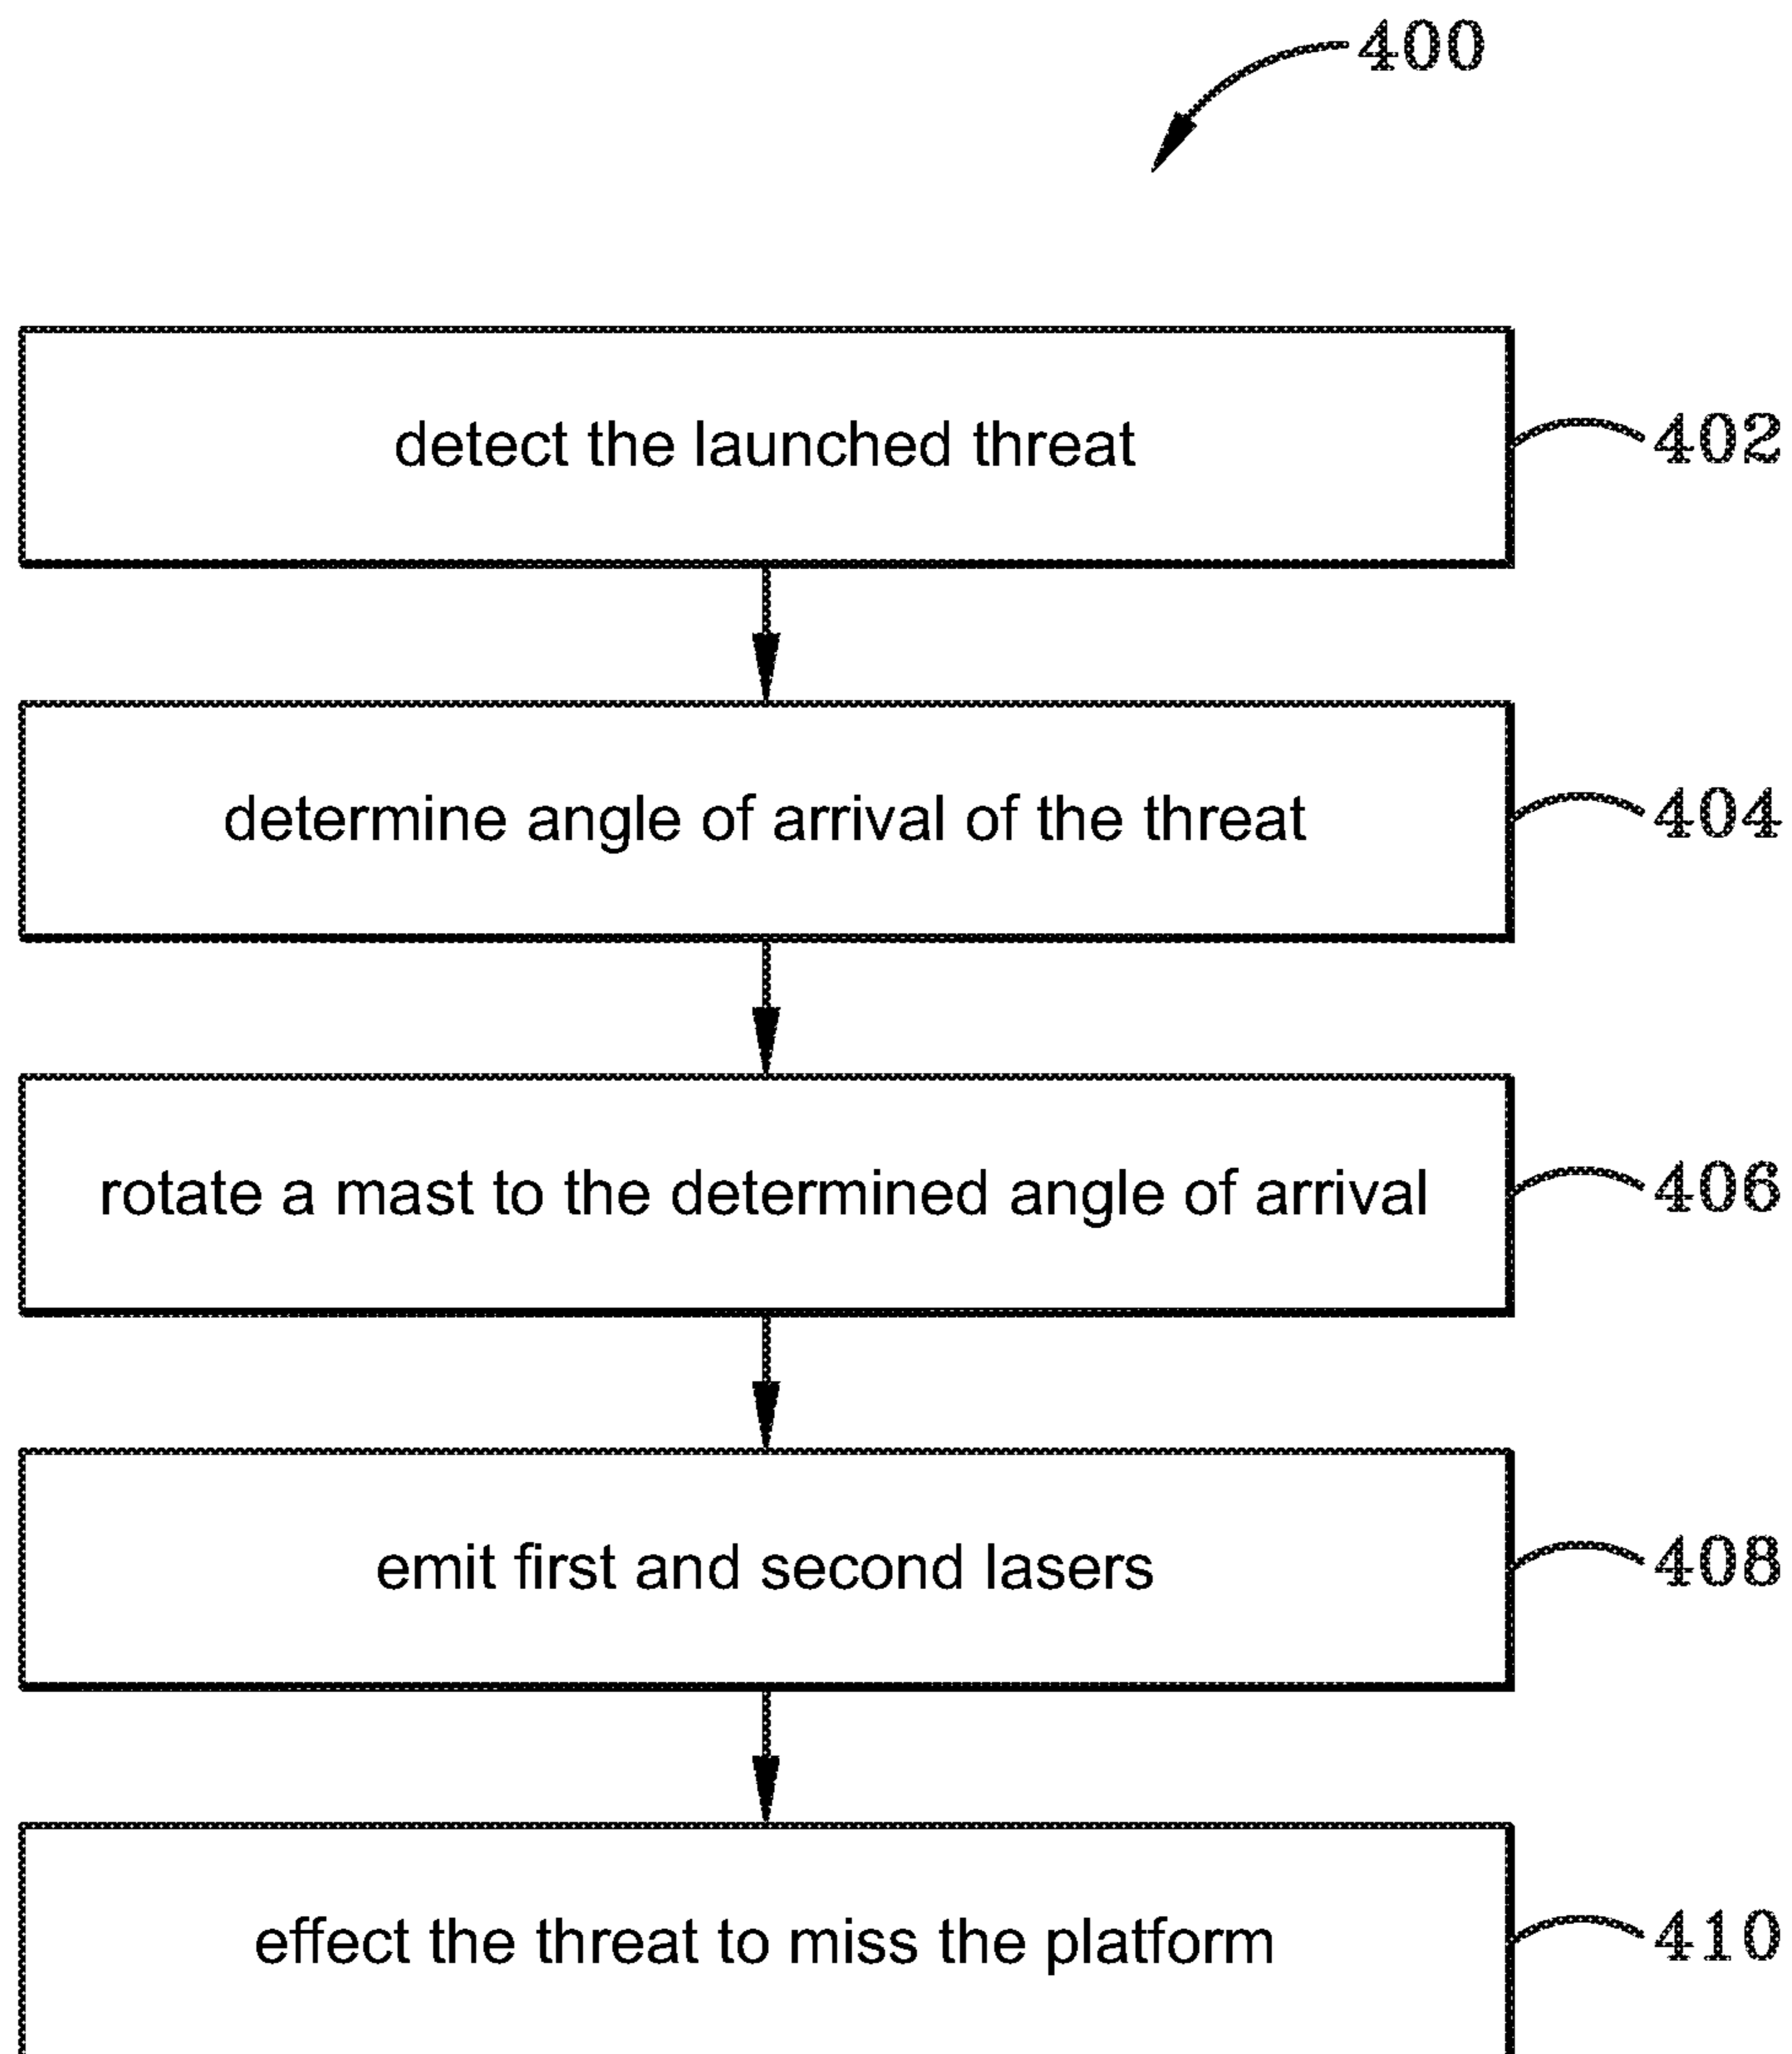 400
detect the launched threat
402
determine angle of arrival of the threat
404
rotate a mast to the determined angle of arrival
406
emit first and second lasers
408
effect the threat to miss the platform
410